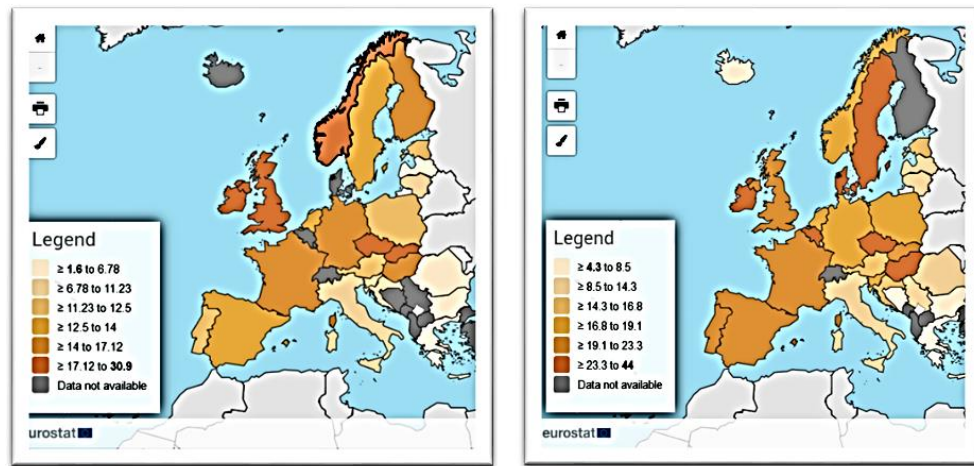 Legend
≥ 1.6 to 6.78
≥ 6.78 to 11.23
≥ 11.23 to 12.5
≥ 12.5 to 14
≥ 14 to 17.12
≥ 17.12 to 30.9
Data not available
eurostat
Legend
≥ 4.3 to 8.5
≥ 8.5 to 14.3
≥ 14.3 to 16.8
≥ 16.8 to 19.1
≥ 19.1 to 23.3
≥ 23.3 to 44
Data not available
eurostat